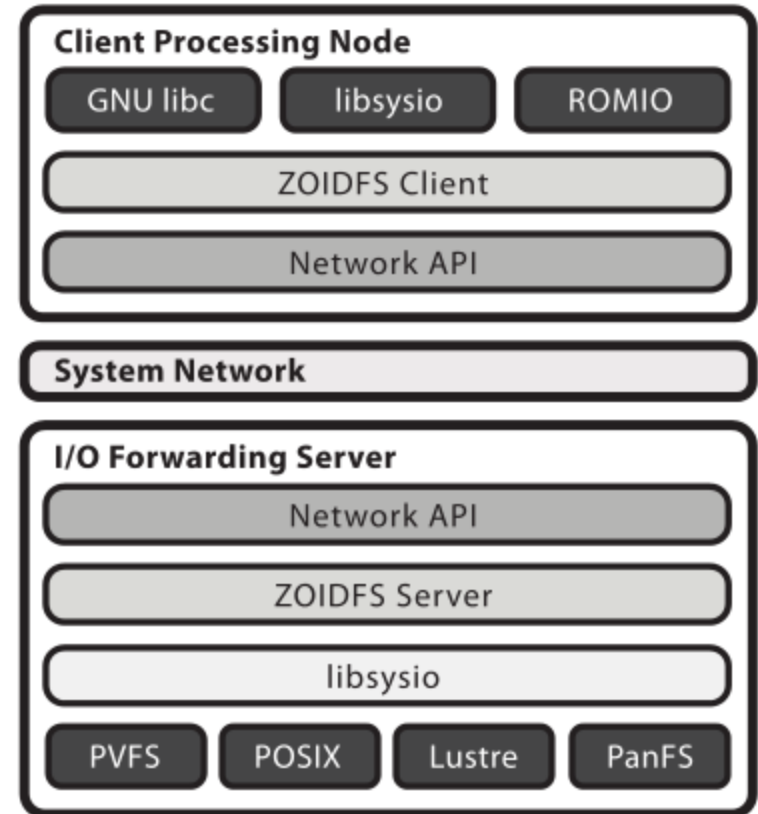 Client Processing Node
GNU libc libsysio ROMIO
ZOIDFS Client
Network API
System Network
I/O Forwarding Server
Network API
ZOIDFS Server
libsysio
PVFS POSIX Lustre PanFS